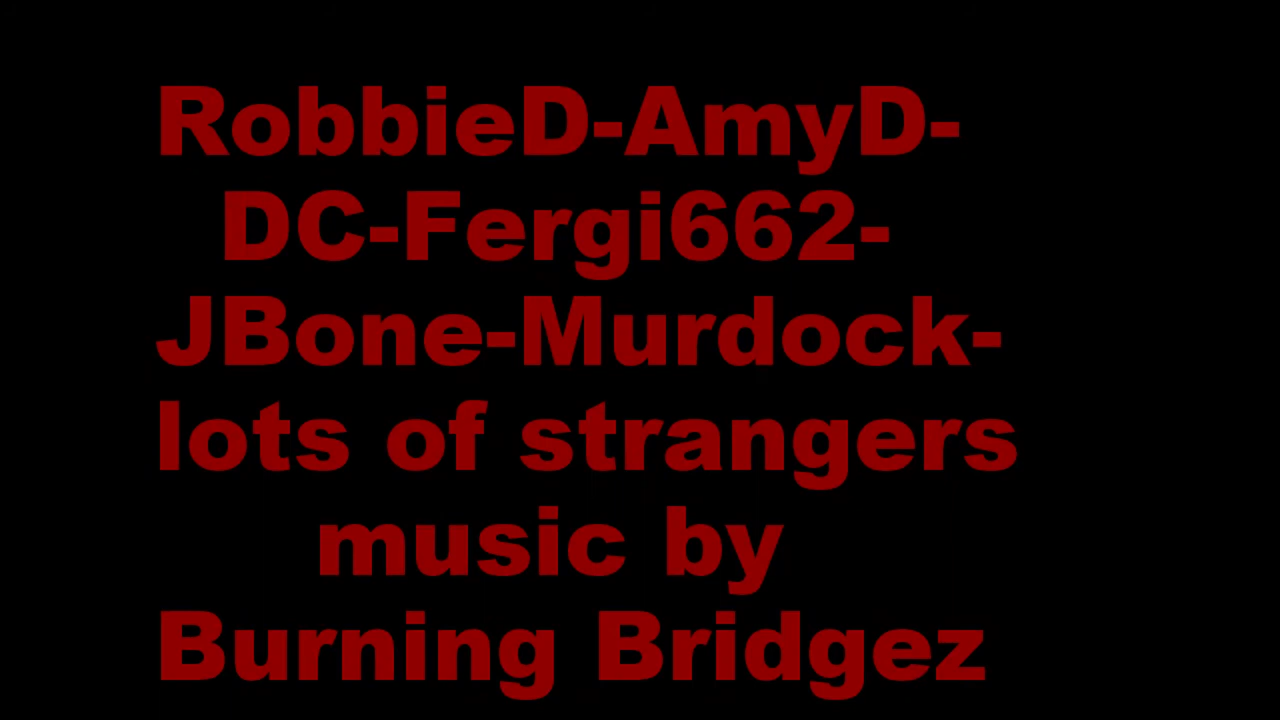 RobbieD-AmyD-
DC-Fergi662-
JBone-Murdock-
lots of strangers
music by
Burning Bridgez